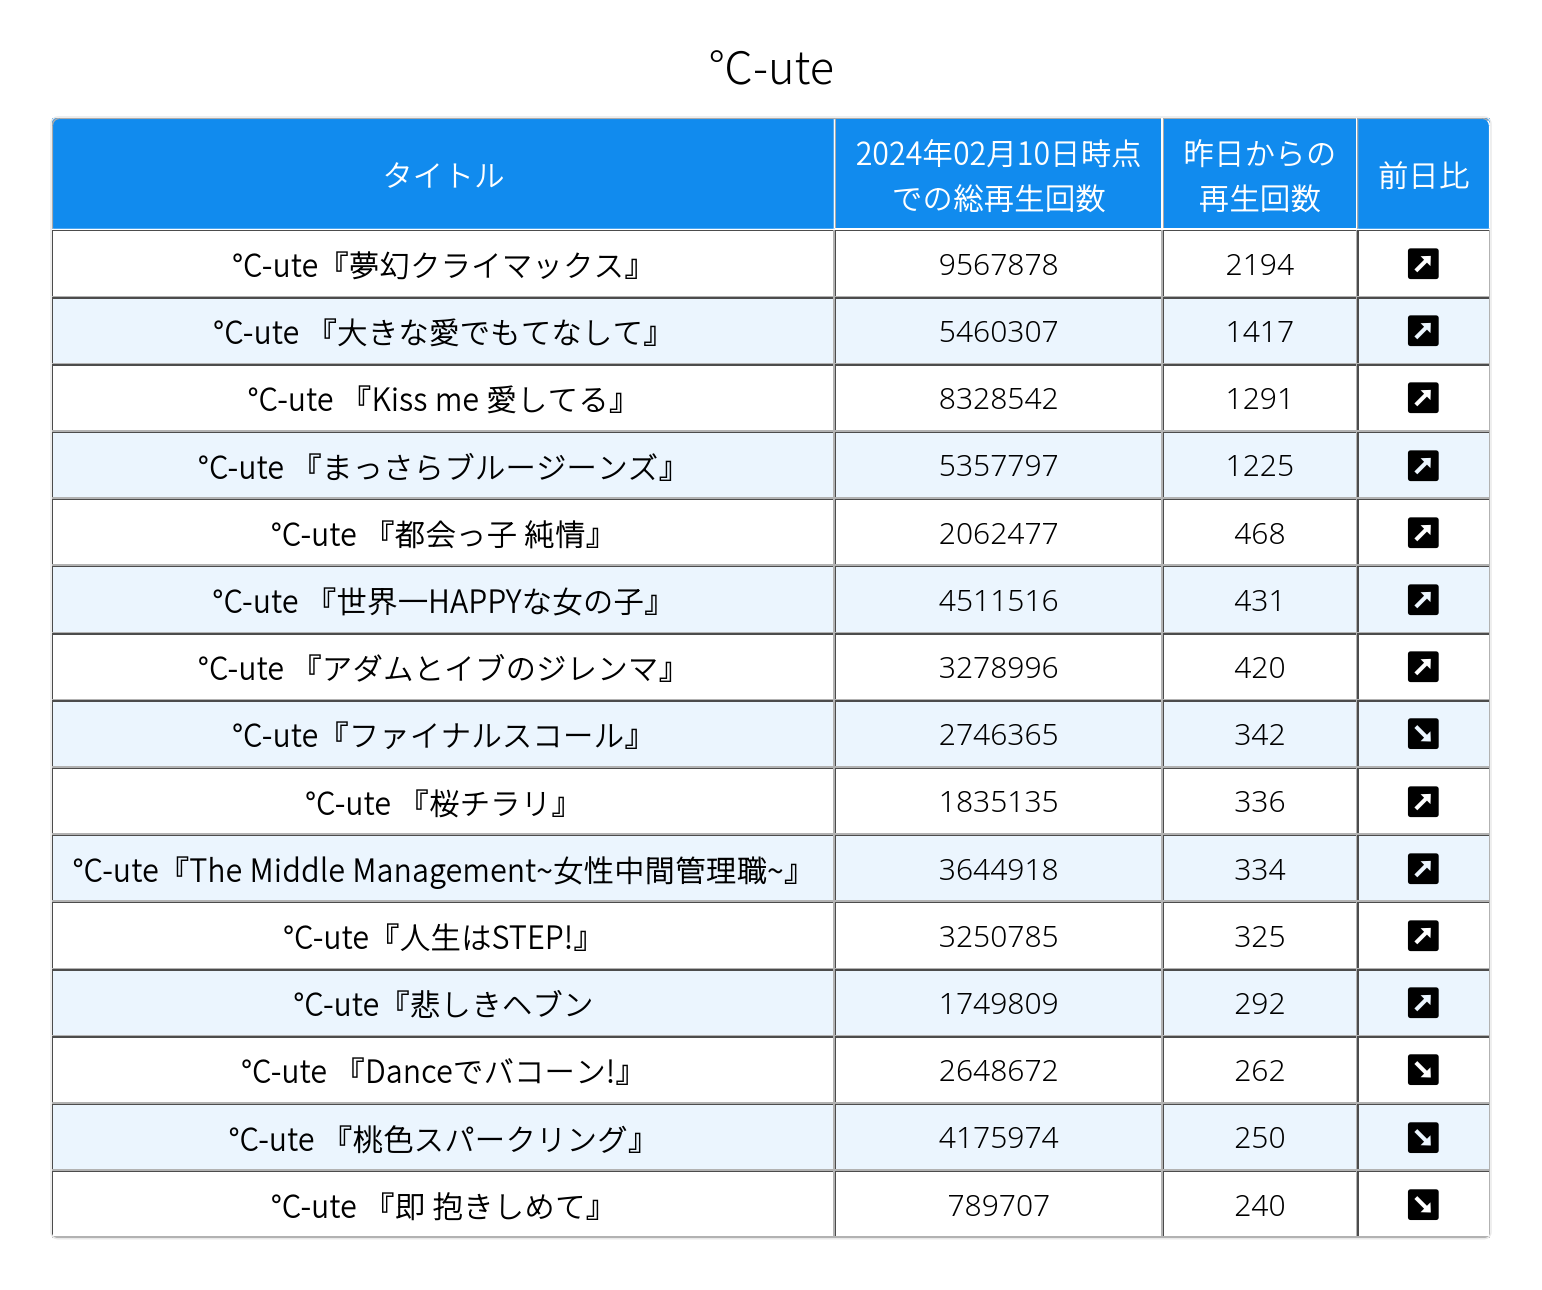 ℃-ute
タイトル
2024年02月10日時点
での総再生回数
昨日からの
再生回数
前日比
℃-ute『夢幻クライマックス』 9567878 2194
℃-ute 『大きな愛でもてなして』 5460307 1417
℃-ute 『Kiss me 愛してる』 8328542 1291
℃-ute 『まっさらブルージーンズ』 5357797 1225
℃-ute 『都会っ子 純情』 2062477 468
℃-ute 『世界一HAPPYな女の子』 4511516 431
℃-ute 『アダムとイブのジレンマ』 3278996 420
℃-ute『ファイナルスコール』 2746365 342
℃-ute 『桜チラリ』 1835135 336
℃-ute『The Middle Management~女性中間管理職~』 3644918 334
℃-ute『人生はSTEP!』 3250785 325
℃-ute『悲しきヘブン 1749809 292
℃-ute 『Danceでバコーン!』 2648672 262
℃-ute 『桃色スパークリング』 4175974 250
℃-ute 『即 抱きしめて』 789707 240